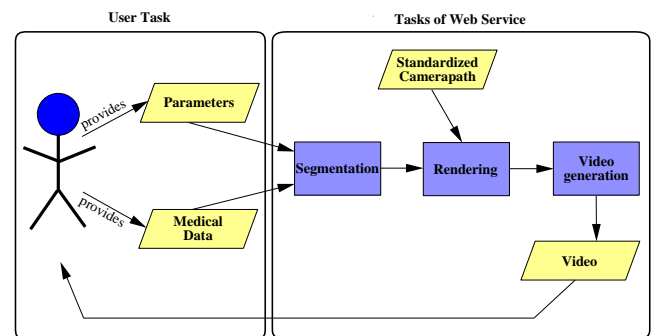 User Task
Tasks of Web Service
Standardized
Camerapath
provides
Parameters
Segmentation
Rendering
Video
generation
provides
Medical
Data
Video